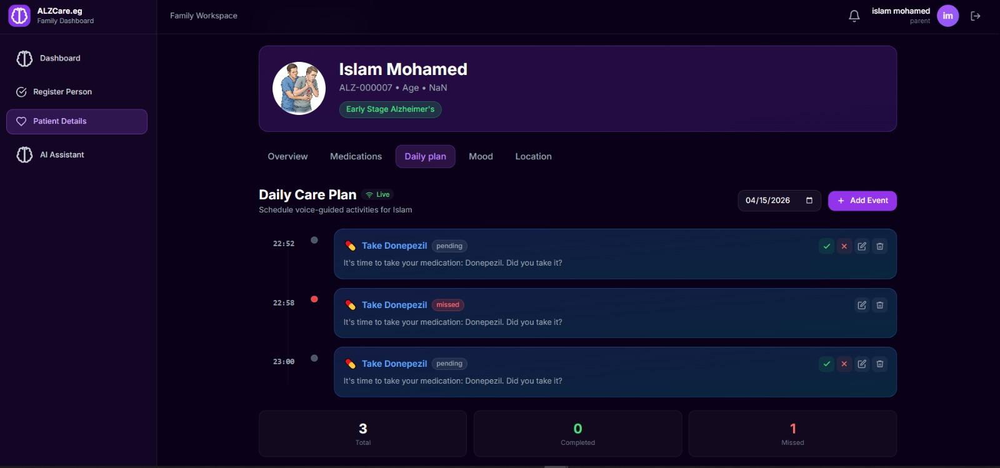 ALZCare.eg
Family Dashboard
Family Workspace
islam mohamed
parent
im
Dashboard
Register Person
Patient Details
AI Assistant
Islam Mohamed
ALZ-000007 • Age • NaN
Early Stage Alzheimer's
Overview
Medications
Daily plan
Mood
Location
Daily Care Plan
Live
Schedule voice-guided activities for Islam
04/15/2026
+ Add Event
22:52
Take Donepezil
pending
It's time to take your medication: Donepezil. Did you take it?
22:58
Take Donepezil
missed
It's time to take your medication: Donepezil. Did you take it?
23:00
Take Donepezil
pending
It's time to take your medication: Donepezil. Did you take it?
3
Total
0
Completed
1
Missed